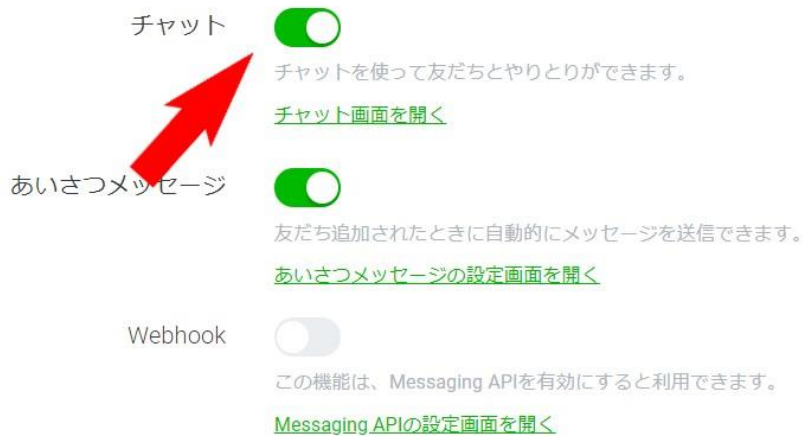 チャット
チャットを使って友だちとやりとりができます。
チャット画面を開く
あいさつメッセージ
友だち追加されたときに自動的にメッセージを送信できます。
あいさつメッセージの設定画面を開く
Webhook
この機能は、Messaging APIを有効にすると利用できます。
Messaging APIの設定画面を開く